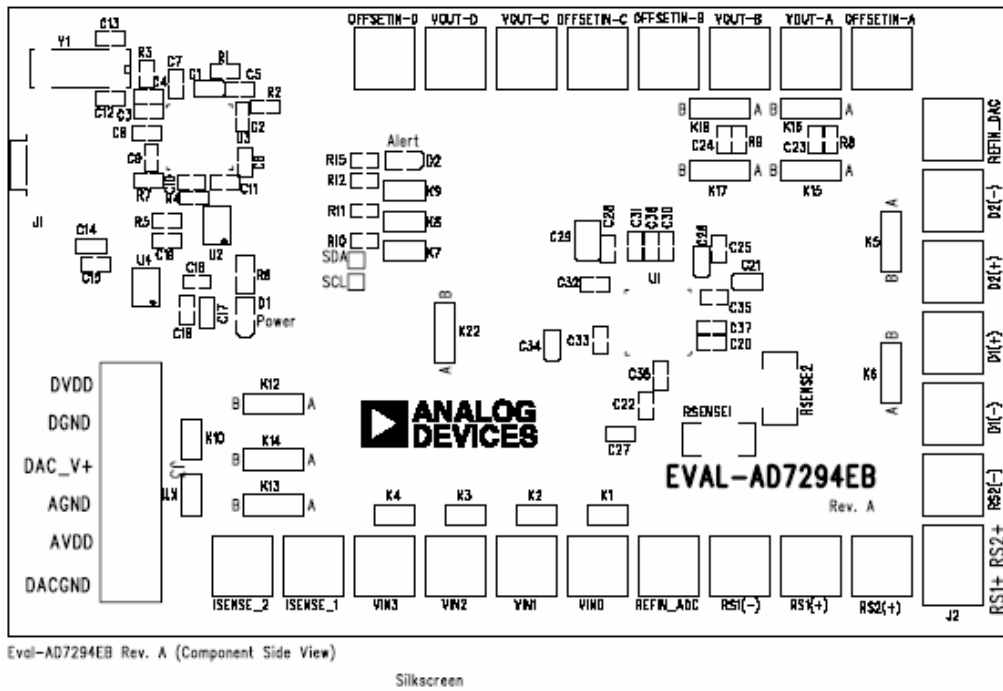 OFFSETIN-D VOUT-D VOUT-C OFFSETIN-C OFFSETIN-B VOUT-B VOUT-A OFFSETIN-A
C13
Y1
R3 C7 R1
C4 C1 C5
C12 C3 R2
C2
C8 U3
C9 C6
R7 C10 C11
R4
J1
R5 U2
C14 C16
C15 U4 C18 R6
C18 C17 D1
Power
Alert
R15 D2
R12 K9
R11 K8
R10 K7
SDA
SCL
B A B A
K18 K16
C24 R9 C23 R8
B A B A
K17 K15
REFIN_DAC
D2(-)
D2(+)
D1(+)
D1(-)
RS2(-)
RS1+ RS2+
A
K5
B
B
K6
A
C28 C31 C36 C30
C29 U1 C26 C25
C32 C21
C35
C37
C34 C33 C20
C36
C22
C27
RSENSE1
RSENSE2
B
K22
A
DVDD
DGND
DAC_V+
AGND
AVDD
DACGND
K10
K11
K12
B A
K14
B A
K13
B A
ANALOG
DEVICES
EVAL-AD7294EB
Rev. A
K4 K3 K2 K1
ISENSE_2 ISENSE_1 VIN3 VIN2 VIN1 VIN0 REFIN_ADC RS1(-) RS1(+) RS2(+) J2
Eval-AD7294EB Rev. A (Component Side View)
Silkscreen